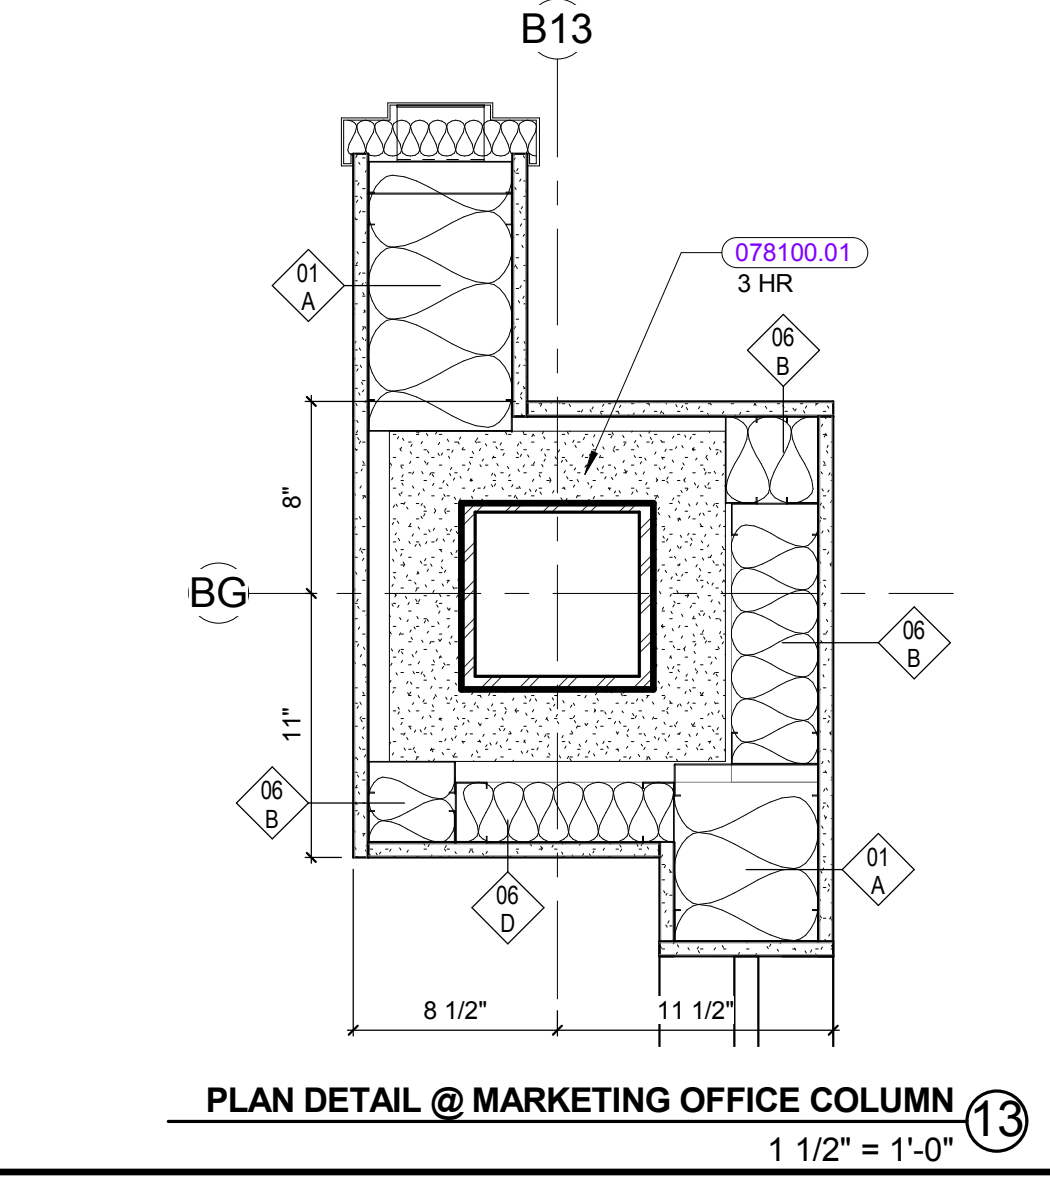 B13
078100.01
3 HR
01
A
06
B
8"
BG
06
B
11"
06
B
01
A
06
D
8 1/2"
11 1/2"
PLAN DETAIL @ MARKETING OFFICE COLUMN
13
1 1/2" = 1'-0"